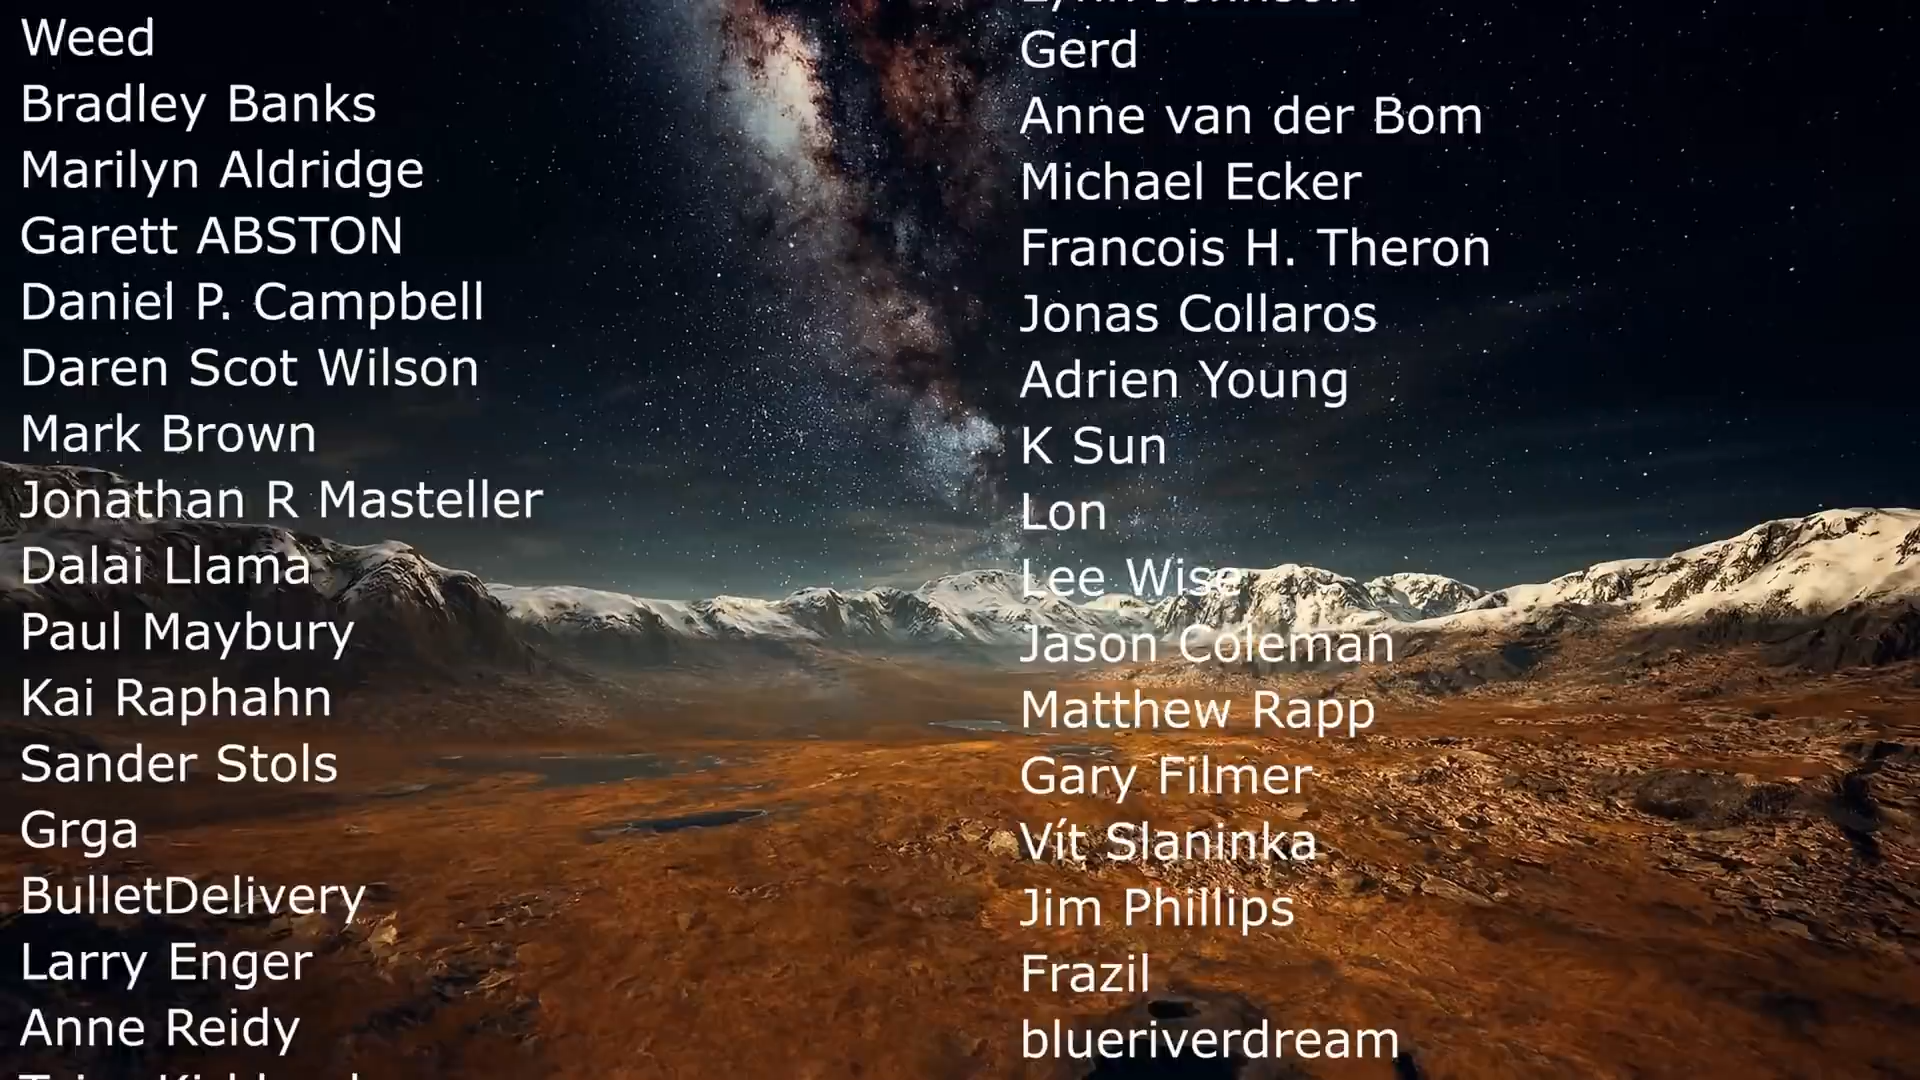 Weed
Bradley Banks
Marilyn Aldridge
Garett ABSTON
Daniel P. Campbell
Daren Scot Wilson
Mark Brown
Jonathan R Masteller
Dalai Llama
Paul Maybury
Kai Raphahn
Sander Stols
Grga
BulletDelivery
Larry Enger
Anne Reidy
Gerd
Anne van der Bom
Michael Ecker
Francois H. Theron
Jonas Collaros
Adrien Young
K Sun
Lon
Lee Wise
Jason Coleman
Matthew Rapp
Gary Filmer
Vít Slaninka
Jim Phillips
Frazil
blueriverdream